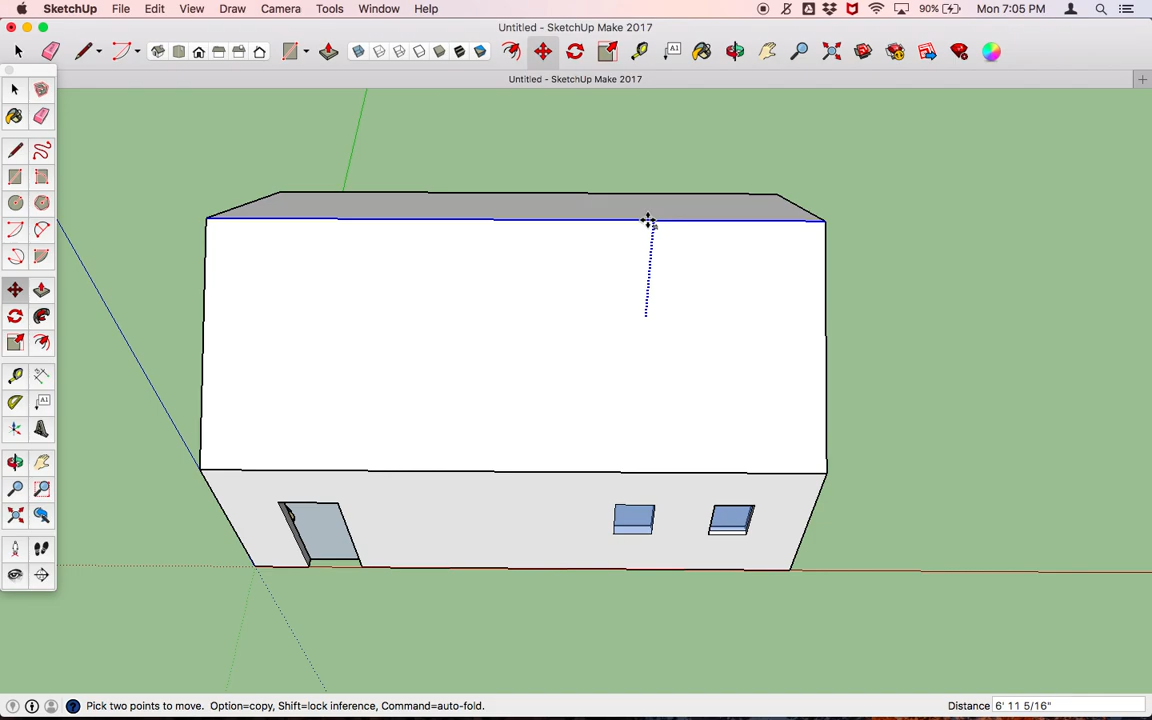 SketchUp File Edit View Draw Camera Tools Window Help 90% Mon 7:05 PM
Untitled - SketchUp Make 2017
A1
Untitled - SketchUp Make 2017
A1
Pick two points to move. Option=copy, Shift=lock inference, Command=auto-fold. Distance 6' 11 5/16"